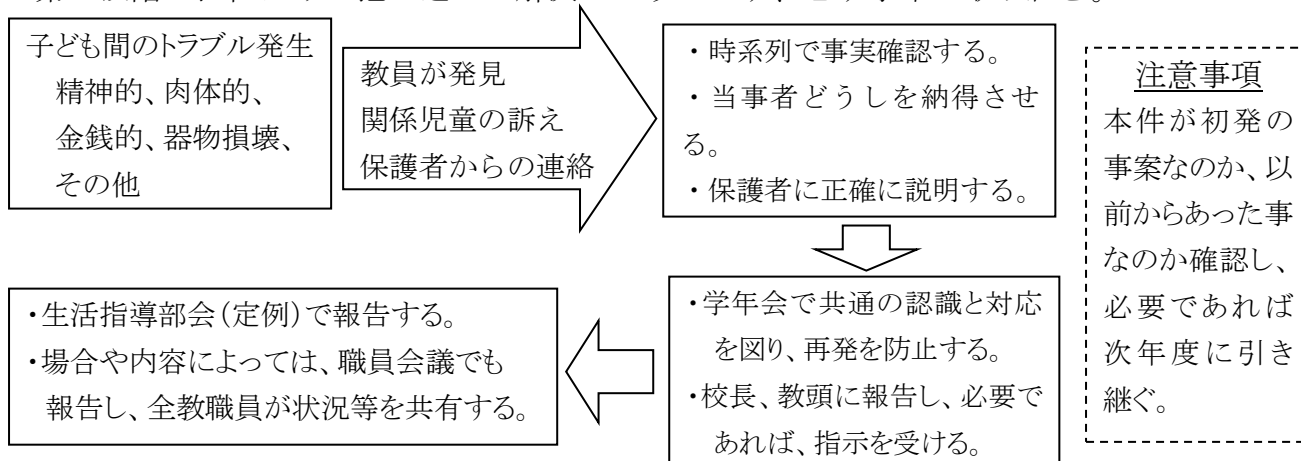 子ども間のトラブル発生
精神的、肉体的、
金銭的、器物損壊、
その他
教員が発見
関係児童の訴え
保護者からの連絡
・時系列で事実確認する。
・当事者どうしを納得させ
る。
・保護者に正確に説明する。
注意事項
本件が初発の
事案なのか、以
前からあった事
なのか確認し、
必要であれば
次年度に引き
継ぐ。
・学年会で共通の認識と対応
を図り、再発を防止する。
・校長、教頭に報告し、必要で
あれば、指示を受ける。
・生活指導部会(定例)で報告する。
・場合や内容によっては、職員会議でも
報告し、全教職員が状況等を共有する。